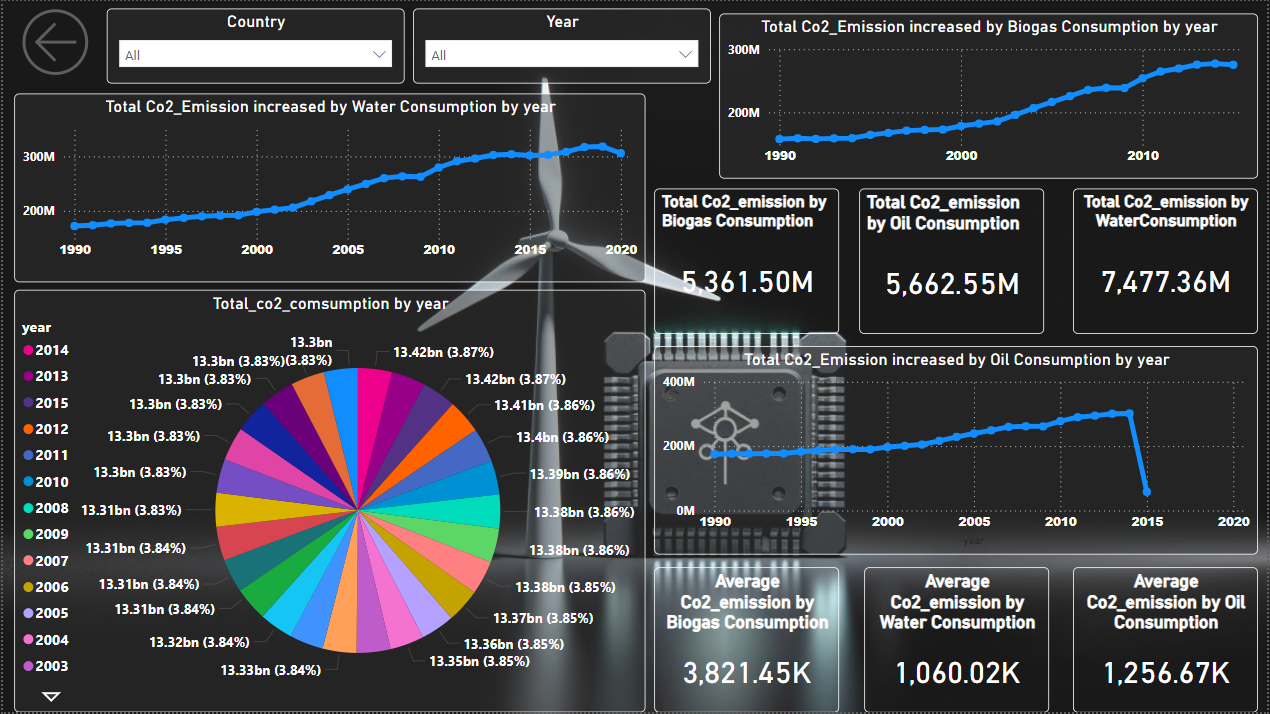 Country
All
Year
All
Total Co2_Emission increased by Biogas Consumption by year
300M
200M
1990
2000
2010
Total Co2_Emission increased by Water Consumption by year
300M
200M
1990
1995
2000
2005
2010
2015
2020
Total Co2_emission by
Biogas Consumption
5,361.50M
Total Co2_emission
by Oil Consumption
5,662.55M
Total Co2_emission by
WaterConsumption
7,477.36M
Total_co2_comsumption by year
year
2014
2013
2015
2012
2011
2010
2008
2009
2007
2006
2005
2004
2003
13.42bn (3.87%)
13.42bn (3.87%)
13.41bn (3.86%)
13.4bn (3.86%)
13.39bn (3.86%)
13.38bn (3.86%)
13.38bn (3.86%)
13.38bn (3.85%)
13.37bn (3.85%)
13.36bn (3.85%)
13.35bn (3.85%)
13.33bn (3.84%)
13.32bn (3.84%)
13.31bn (3.84%)
13.31bn (3.84%)
13.31bn (3.84%)
13.31bn (3.83%)
13.3bn (3.83%)
13.3bn (3.83%)
13.3bn (3.83%)
13.3bn (3.83%)
13.3bn (3.83%)
13.3bn
(3.83%)
Total Co2_Emission increased by Oil Consumption by year
400M
200M
0M
1990
1995
2000
2005
2010
2015
2020
year
Average
Co2_emission by
Biogas Consumption
3,821.45K
Average
Co2_emission by
Water Consumption
1,060.02K
Average
Co2_emission by Oil
Consumption
1,256.67K